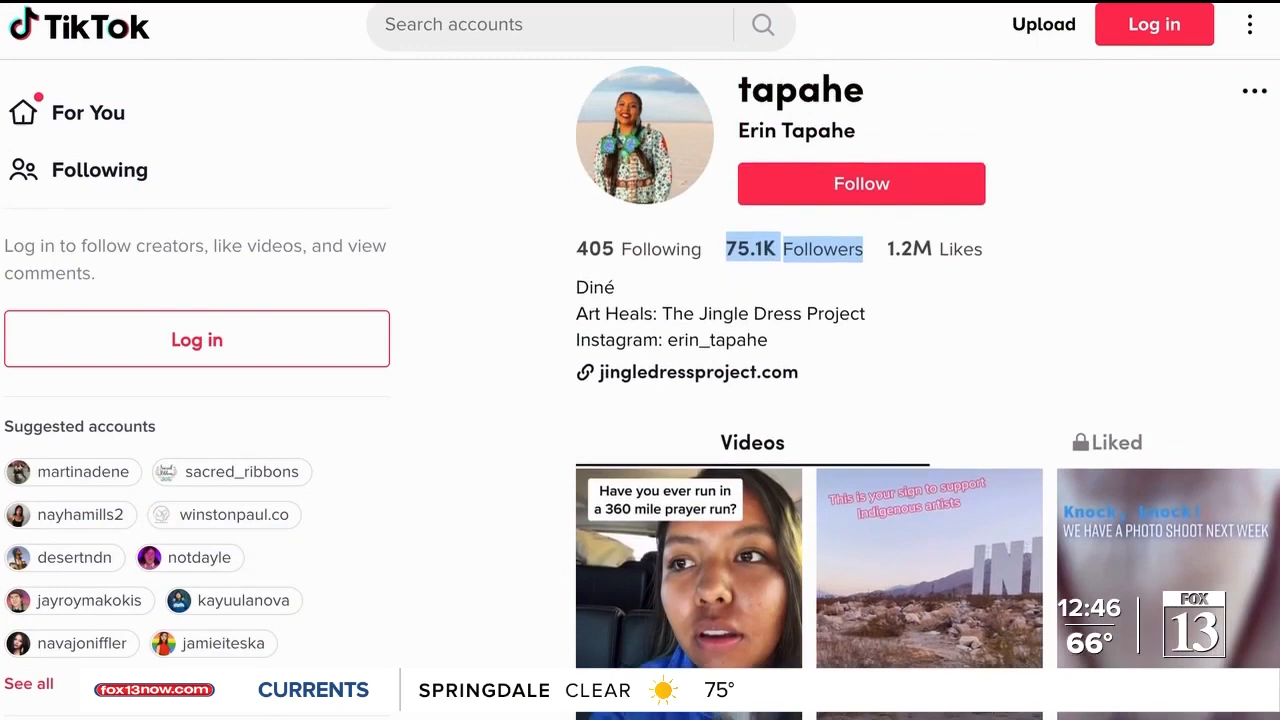 TikTok
Search accounts
Upload
Log in
For You
Following
Log in to follow creators, like videos, and view
comments.
Log in
Suggested accounts
martinadene
sacred_ribbons
nayhamills2
winstonpaul.co
desertndn
notdayle
jayroymakokis
kayuulanova
navajoniffler
jamieiteska
See all
tapahe
Erin Tapahe
Follow
405 Following 75.1K Followers 1.2M Likes
Diné
Art Heals: The Jingle Dress Project
Instagram: erin_tapahe
jingledressproject.com
Videos
Liked
Have you ever run in
a 360 mile prayer run?
This is your sign to support
Indigenous artists
IN
Knock, knock!
WE HAVE A PHOTO SHOOT NEXT WEEK
12:46
66°
FOX
13
fox13now.com CURRENTS SPRINGDALE CLEAR 75°